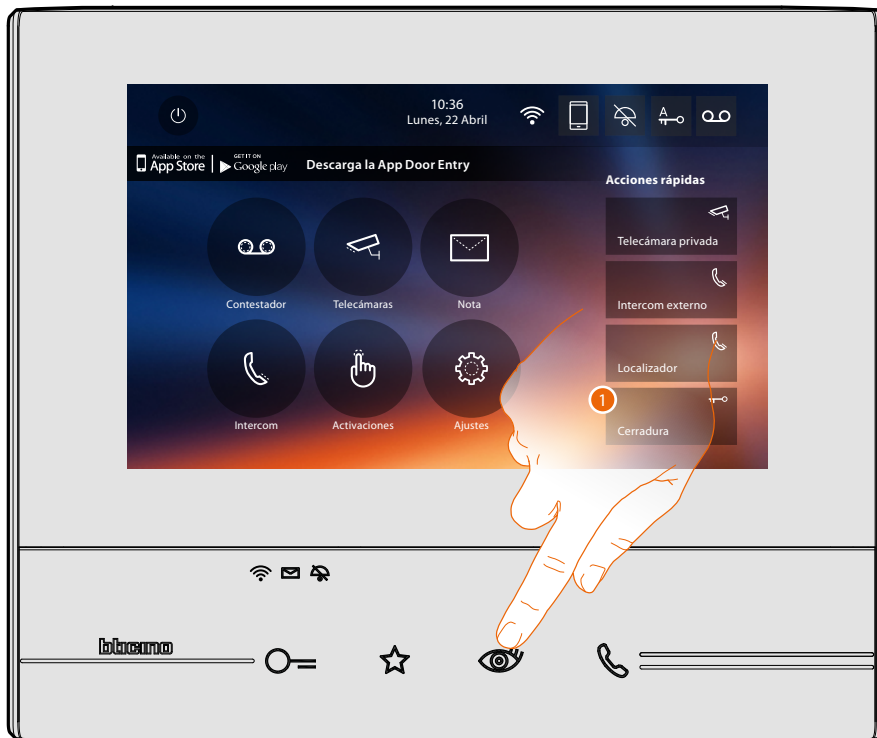 10:36
Lunes, 22 Abril
A
Available on the
App Store
GET IT ON
Google play
Descarga la App Door Entry
Acciones rápidas
Telecámara privada
Intercom externo
Localizador
Cerradura
Contestador
Telecámaras
Nota
Intercom
Activaciones
Ajustes
1
bticino